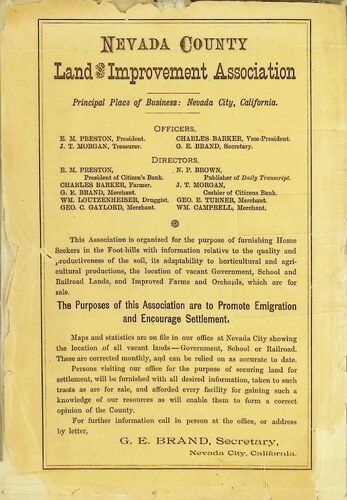 NEVADA COUNTY
Land and Improvement Association
Principal Place of Business: Nevada City, California.
OFFICERS.
E. M. PRESTON, President. CHARLES BARKER, Vice-President.
J. T. MORGAN, Treasurer. G. E. BRAND, Secretary.
DIRECTORS.
E. M. PRESTON, N. P. BROWN,
President of Citizen's Bank. Publisher of Daily Transcript.
CHARLES BARKER, Farmer. J. T. MORGAN,
G. E. BRAND, Merchant. Cashier of Citizens Bank.
WM. LOUTZENHEISER, Druggist. GEO. E. TURNER, Merchant.
GEO. C. GAYLORD, Merchant. WM. CAMPBELL, Merchant.
This Association is organized for the purpose of furnishing Home
Seekers in the Foot-hills with information relative to the quality and
productiveness of the soil, its adaptability to horticultural and agri-
cultural productions, the location of vacant Government, School and
Railroad Lands, and Improved Farms and Orchards, which are for
sale.
The Purposes of this Association are to Promote Emigration
and Encourage Settlement.
Maps and statistics are on file in our office at Nevada City showing
the location of all vacant lands—Government, School or Railroad.
These are corrected monthly, and can be relied on as accurate to date.
Persons visiting our office for the purpose of securing land for
settlement, will be furnished with all desired information, taken to such
tracts as are for sale, and afforded every facility for gaining such a
knowledge of our resources as will enable them to form a correct
opinion of the County.
For further information call in person at the office, or address
by letter,
G. E. BRAND, Secretary,
Nevada City, California.